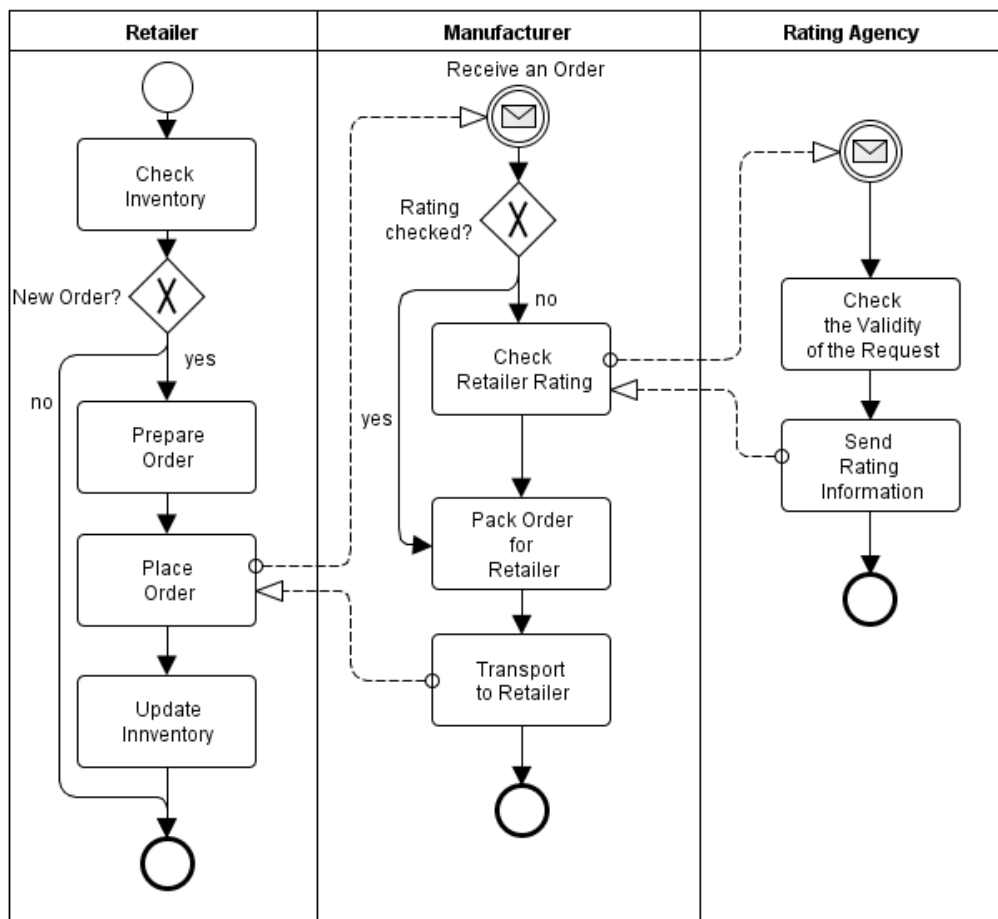 Retailer
Manufacturer
Rating Agency
Check
Inventory
New Order?
yes
no
Prepare
Order
Place
Order
Update
Innventory
Receive an Order
Rating
checked?
no
yes
Check
Retailer Rating
Pack Order
for
Retailer
Transport
to Retailer
Check
the Validity
of the Request
Send
Rating
Information